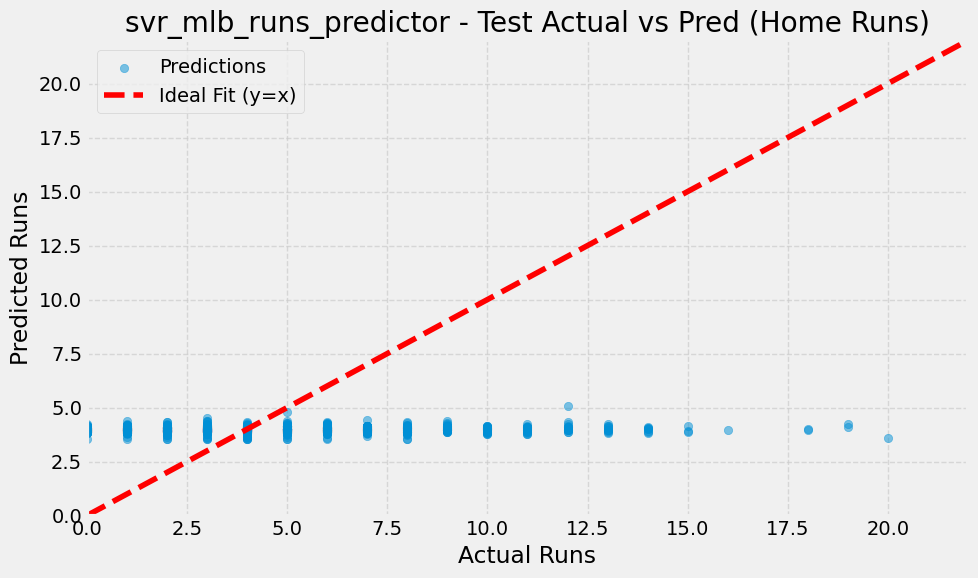 svr_mlb_runs_predictor - Test Actual vs Pred (Home Runs)
Predictions
Ideal Fit (y=x)
Predicted Runs
20.0
17.5
15.0
12.5
10.0
7.5
5.0
2.5
0.0
0.0 2.5 5.0 7.5 10.0 12.5 15.0 17.5 20.0
Actual Runs